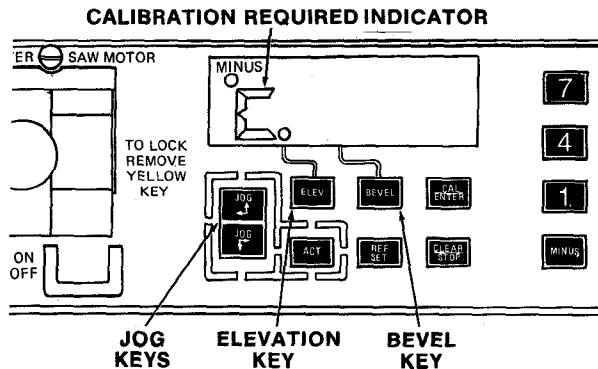 CALIBRATION REQUIRED INDICATOR
ER SAW MOTOR
MINUS
E
7
4
1
TO LOCK
REMOVE
YELLOW
KEY
JOG
JOG
ELEV
BEVEL
CAL
ENTER
ACT
REF
SET
CLEAR
STOP
MINUS
ON
OFF
JOG
KEYS
ELEVATION
KEY
BEVEL
KEY